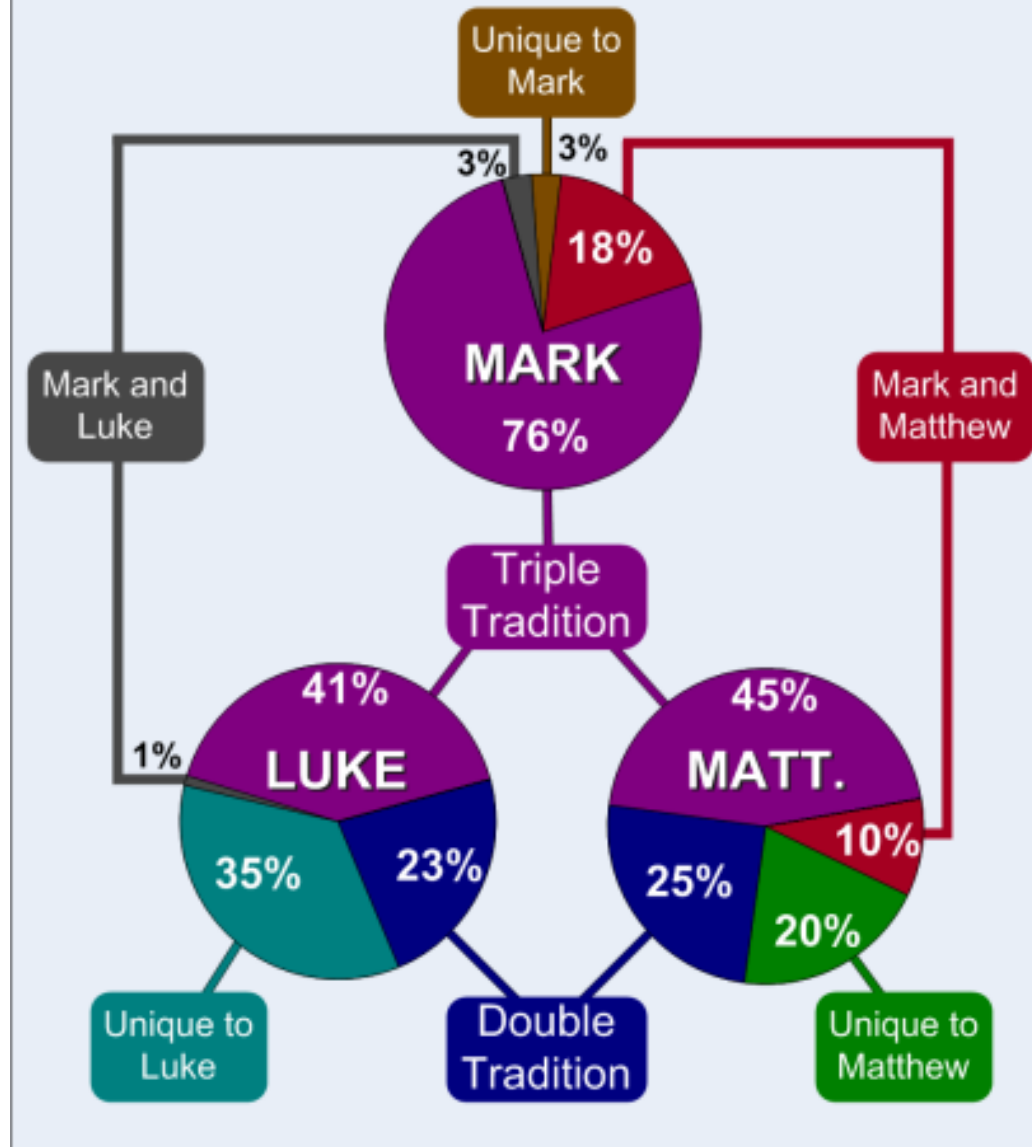 Unique to
Mark
3%
3%
18%
MARK
76%
Mark and
Luke
Mark and
Matthew
Triple
Tradition
41%
LUKE
1%
35%
23%
45%
MATT.
10%
25%
20%
Unique to
Luke
Double
Tradition
Unique to
Matthew